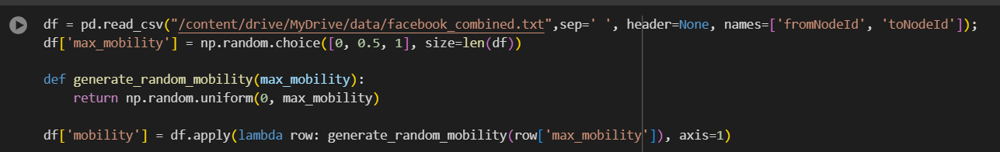 df = pd.read_csv("/content/drive/MyDrive/data/facebook_combined.txt",sep=' ', header=None, names=['fromNodeId', 'toNodeId']);
df['max_mobility'] = np.random.choice([0, 0.5, 1], size=len(df))
def generate_random_mobility(max_mobility):
    return np.random.uniform(0, max_mobility)
df['mobility'] = df.apply(lambda row: generate_random_mobility(row['max_mobility']), axis=1)